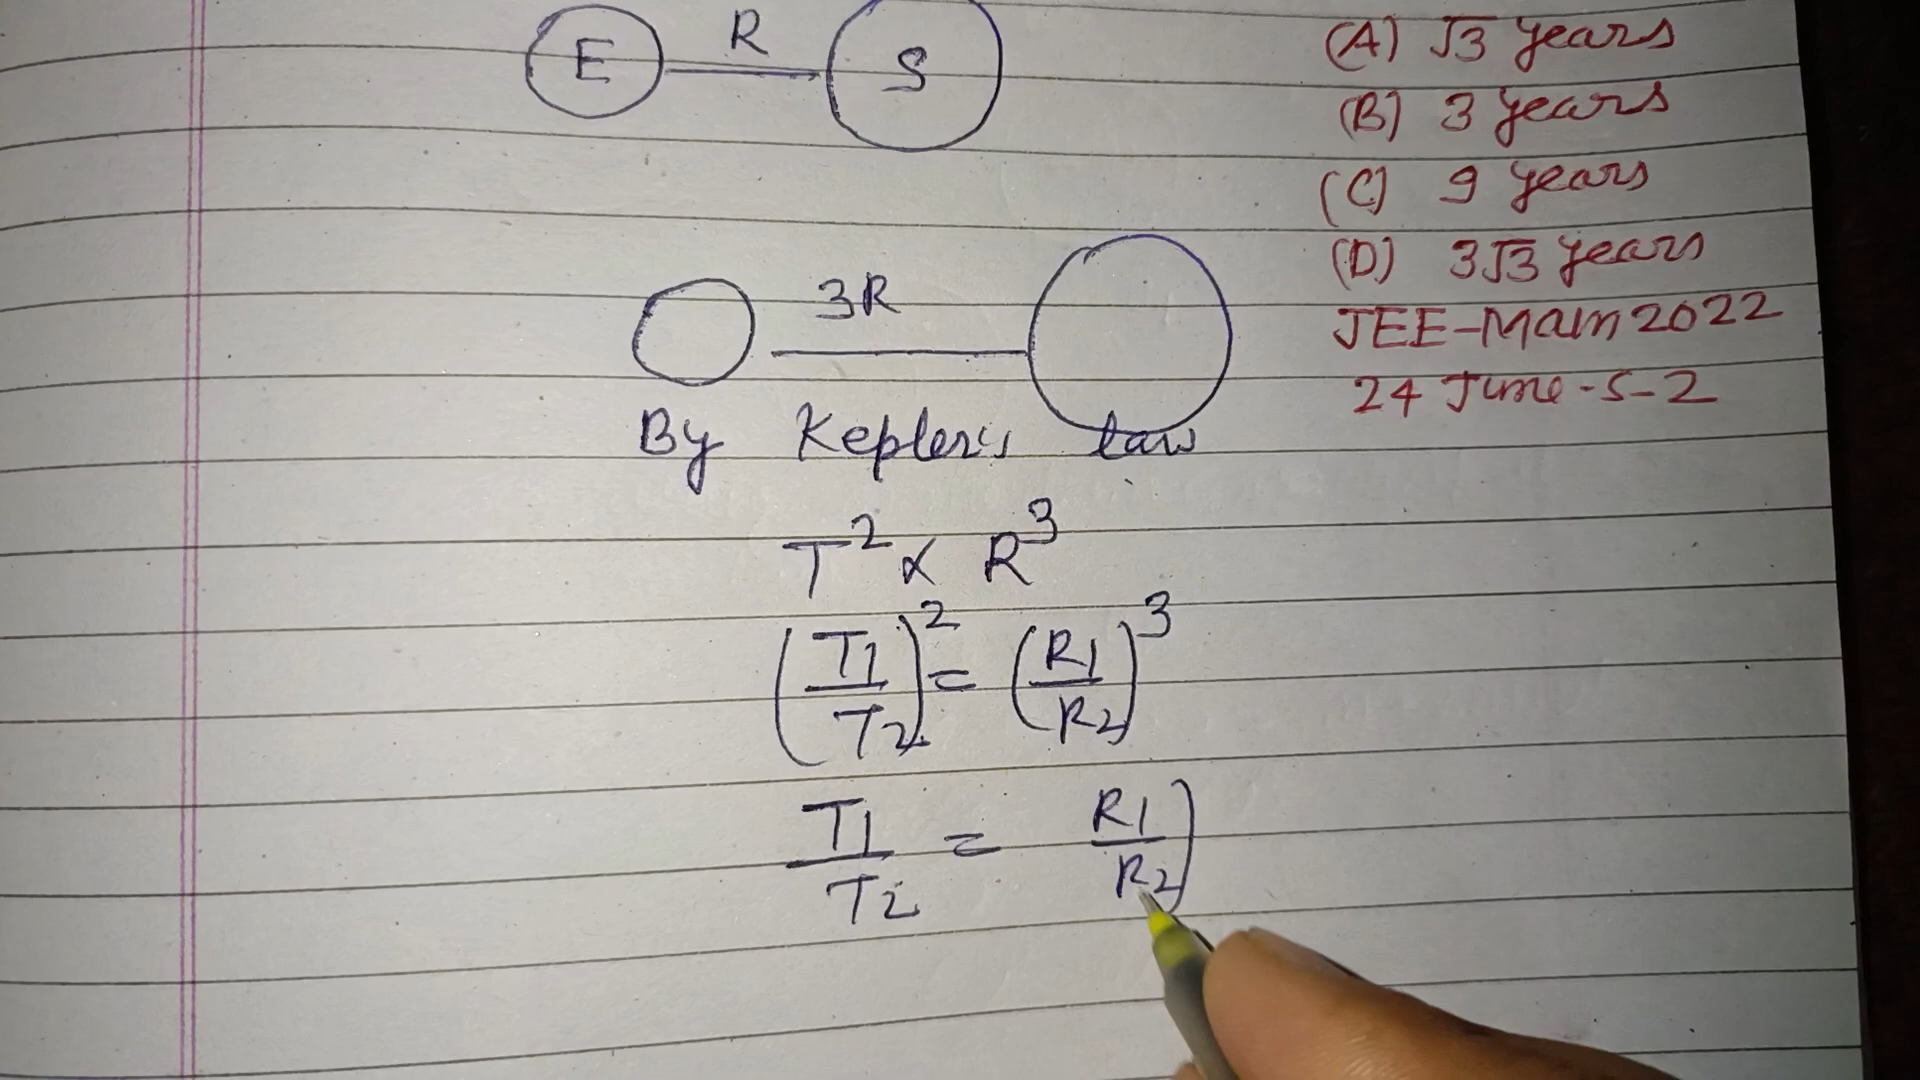 E R S
3R
By Kepler's law
T² ∝ R³
(T1/T2)² = (R1/R2)³
T1/T2 = R1/R2)
(A) √3 years
(B) 3 years
(C) 9 years
(D) 3√3 years
JEE-Main 2022
24 June-S-2